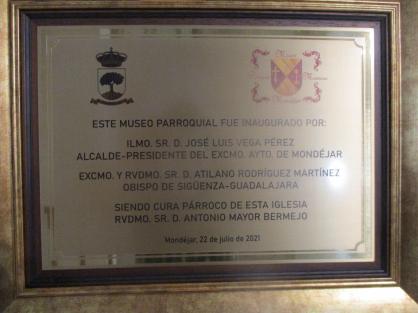 ESTE MUSEO PARROQUIAL FUE INAUGURADO POR:
ILMO. SR. D. JOSÉ LUIS VEGA PÉREZ
ALCALDE-PRESIDENTE DEL EXCMO. AYTO. DE MONDÉJAR
EXCMO. Y RVDMO. SR. D. ATILANO RODRÍGUEZ MARTÍNEZ
OBISPO DE SIGÜENZA-GUADALAJARA
SIENDO CURA PÁRROCO DE ESTA IGLESIA
RVDMO. SR. D. ANTONIO MAYOR BERMEJO
Mondéjar, 22 de julio de 2021